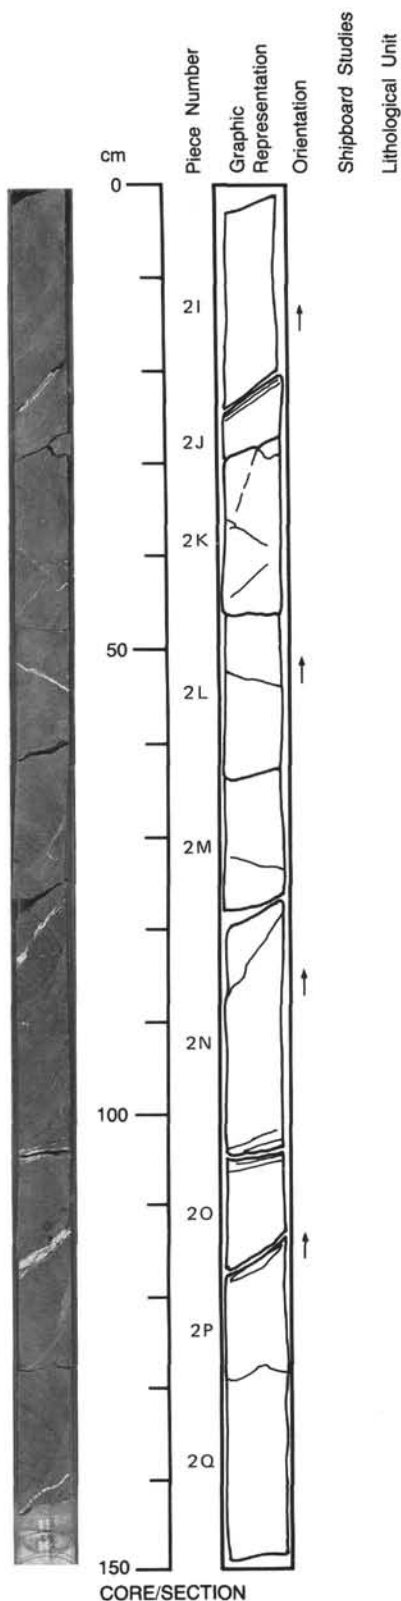 cm
Piece Number
Graphic
Representation
Orientation
Shipboard Studies
Lithological Unit
0
2I
2J
2K
50
2L
2M
2N
100
2O
2P
2Q
150
CORE/SECTION